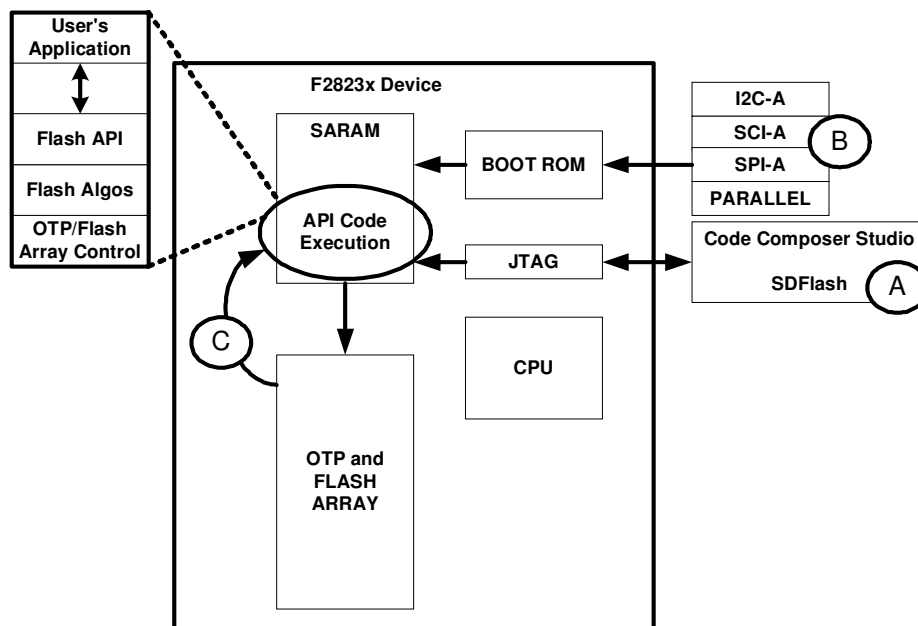 User's
Application
Flash API
Flash Algos
OTP/Flash
Array Control
F2823x Device
SARAM
API Code
Execution
C
OTP and
FLASH
ARRAY
BOOT ROM
JTAG
CPU
I2C-A
SCI-A
SPI-A
PARALLEL
B
Code Composer Studio
SDFlash
A